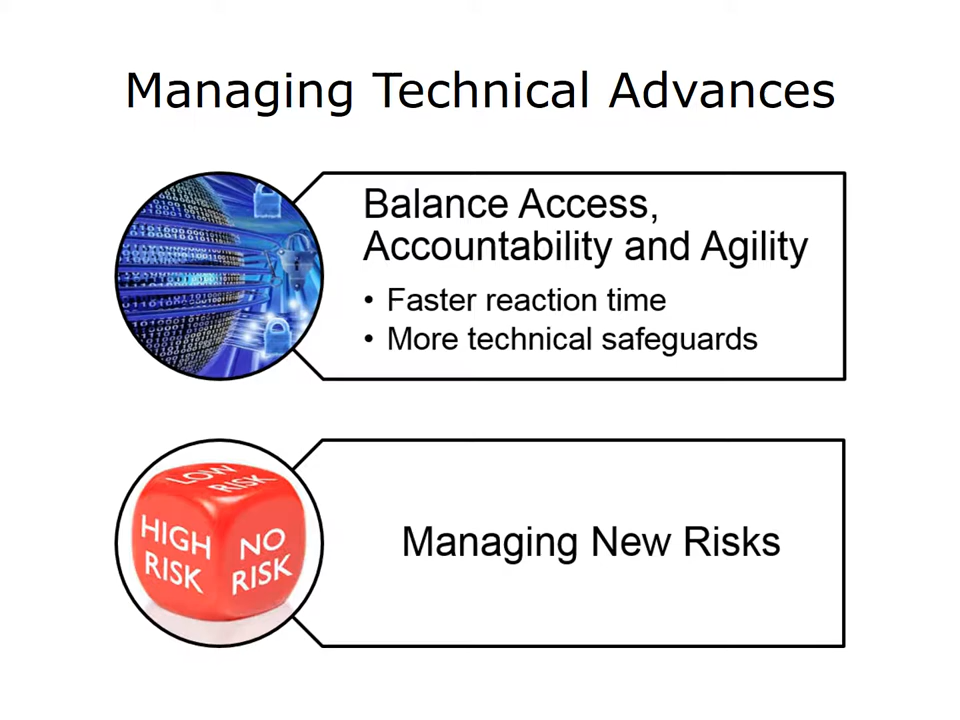 Managing Technical Advances
Balance Access,
Accountability and Agility
• Faster reaction time
• More technical safeguards
LOW
RISK
HIGH
RISK
NO
RISK
Managing New Risks